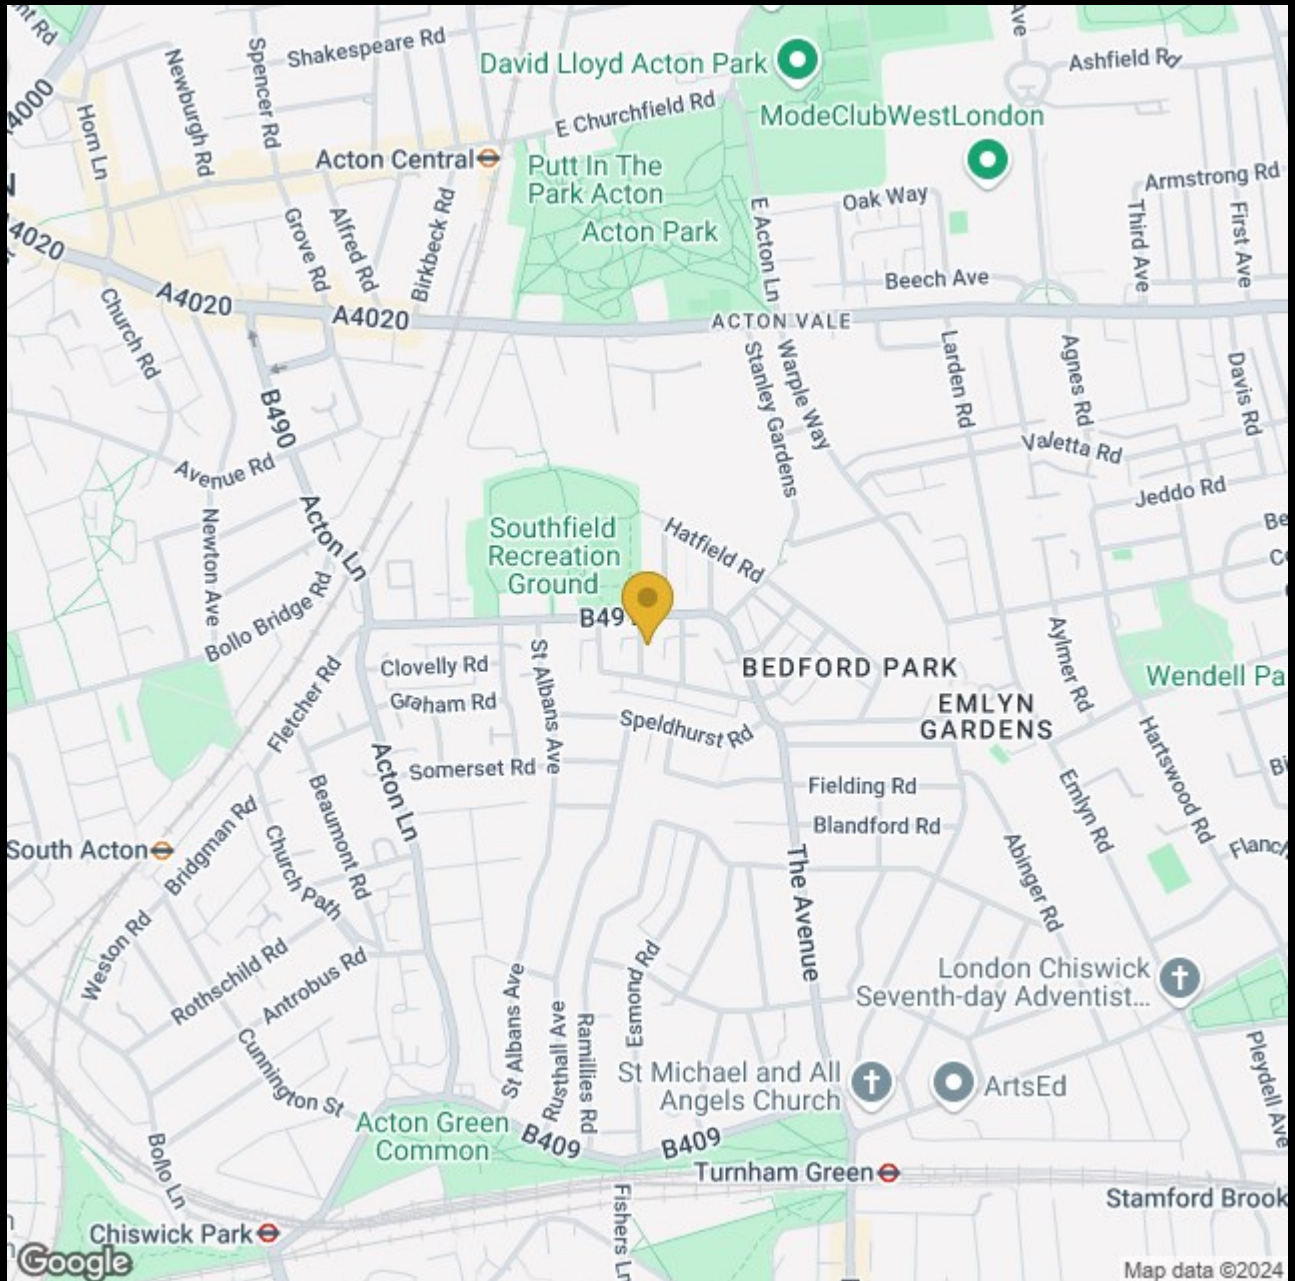 Shakespeare Rd
David Lloyd Acton Park
Ashfield Rd
A4000
Horn Ln
Newburgh Rd
Spencer Rd
E Churchfield Rd
ModeClubWestLondon
Acton Central
Putt In The
Park Acton
Acton Park
Oak Way
Armstrong Rd
Third Ave
First Ave
Birkbeck Rd
Alfred Rd
Grove Rd
E Acton Ln
Beech Ave
4020
A4020
A4020
ACTON VALE
Church Rd
Stanley Gardens
Warple Way
Larden Rd
Agnes Rd
Davis Rd
B490
Valetta Rd
Avenue Rd
Jeddo Rd
Acton Ln
Newton Ave
Southfield
Recreation
Ground
Hatfield Rd
Bollo Bridge Rd
B49
Clovelly Rd
St Albans Ave
BEDFORD PARK
Aylmer Rd
Wendell Pa
Graham Rd
Fletcher Rd
EMLYN
GARDENS
Speldhurst Rd
Hartswood Rd
Acton Ln
Somerset Rd
Fielding Rd
Emlyn Rd
Beaumont Rd
Blandford Rd
South Acton
Bridgman Rd
Church Path
The Avenue
Abinger Rd
Flanch
Weston Rd
Rothschild Rd
Antrobus Rd
Esmond Rd
London Chiswick
Seventh-day Adventist...
St Albans Ave
Rusthall Ave
Ramillies Rd
Cunnington St
St Michael and All
Angels Church
ArtsEd
Pleydell Ave
Acton Green
Common
B409
B409
Bollo Ln
Turnham Green
Stamford Brook
Chiswick Park
Fishers Ln
Google
Map data ©2024